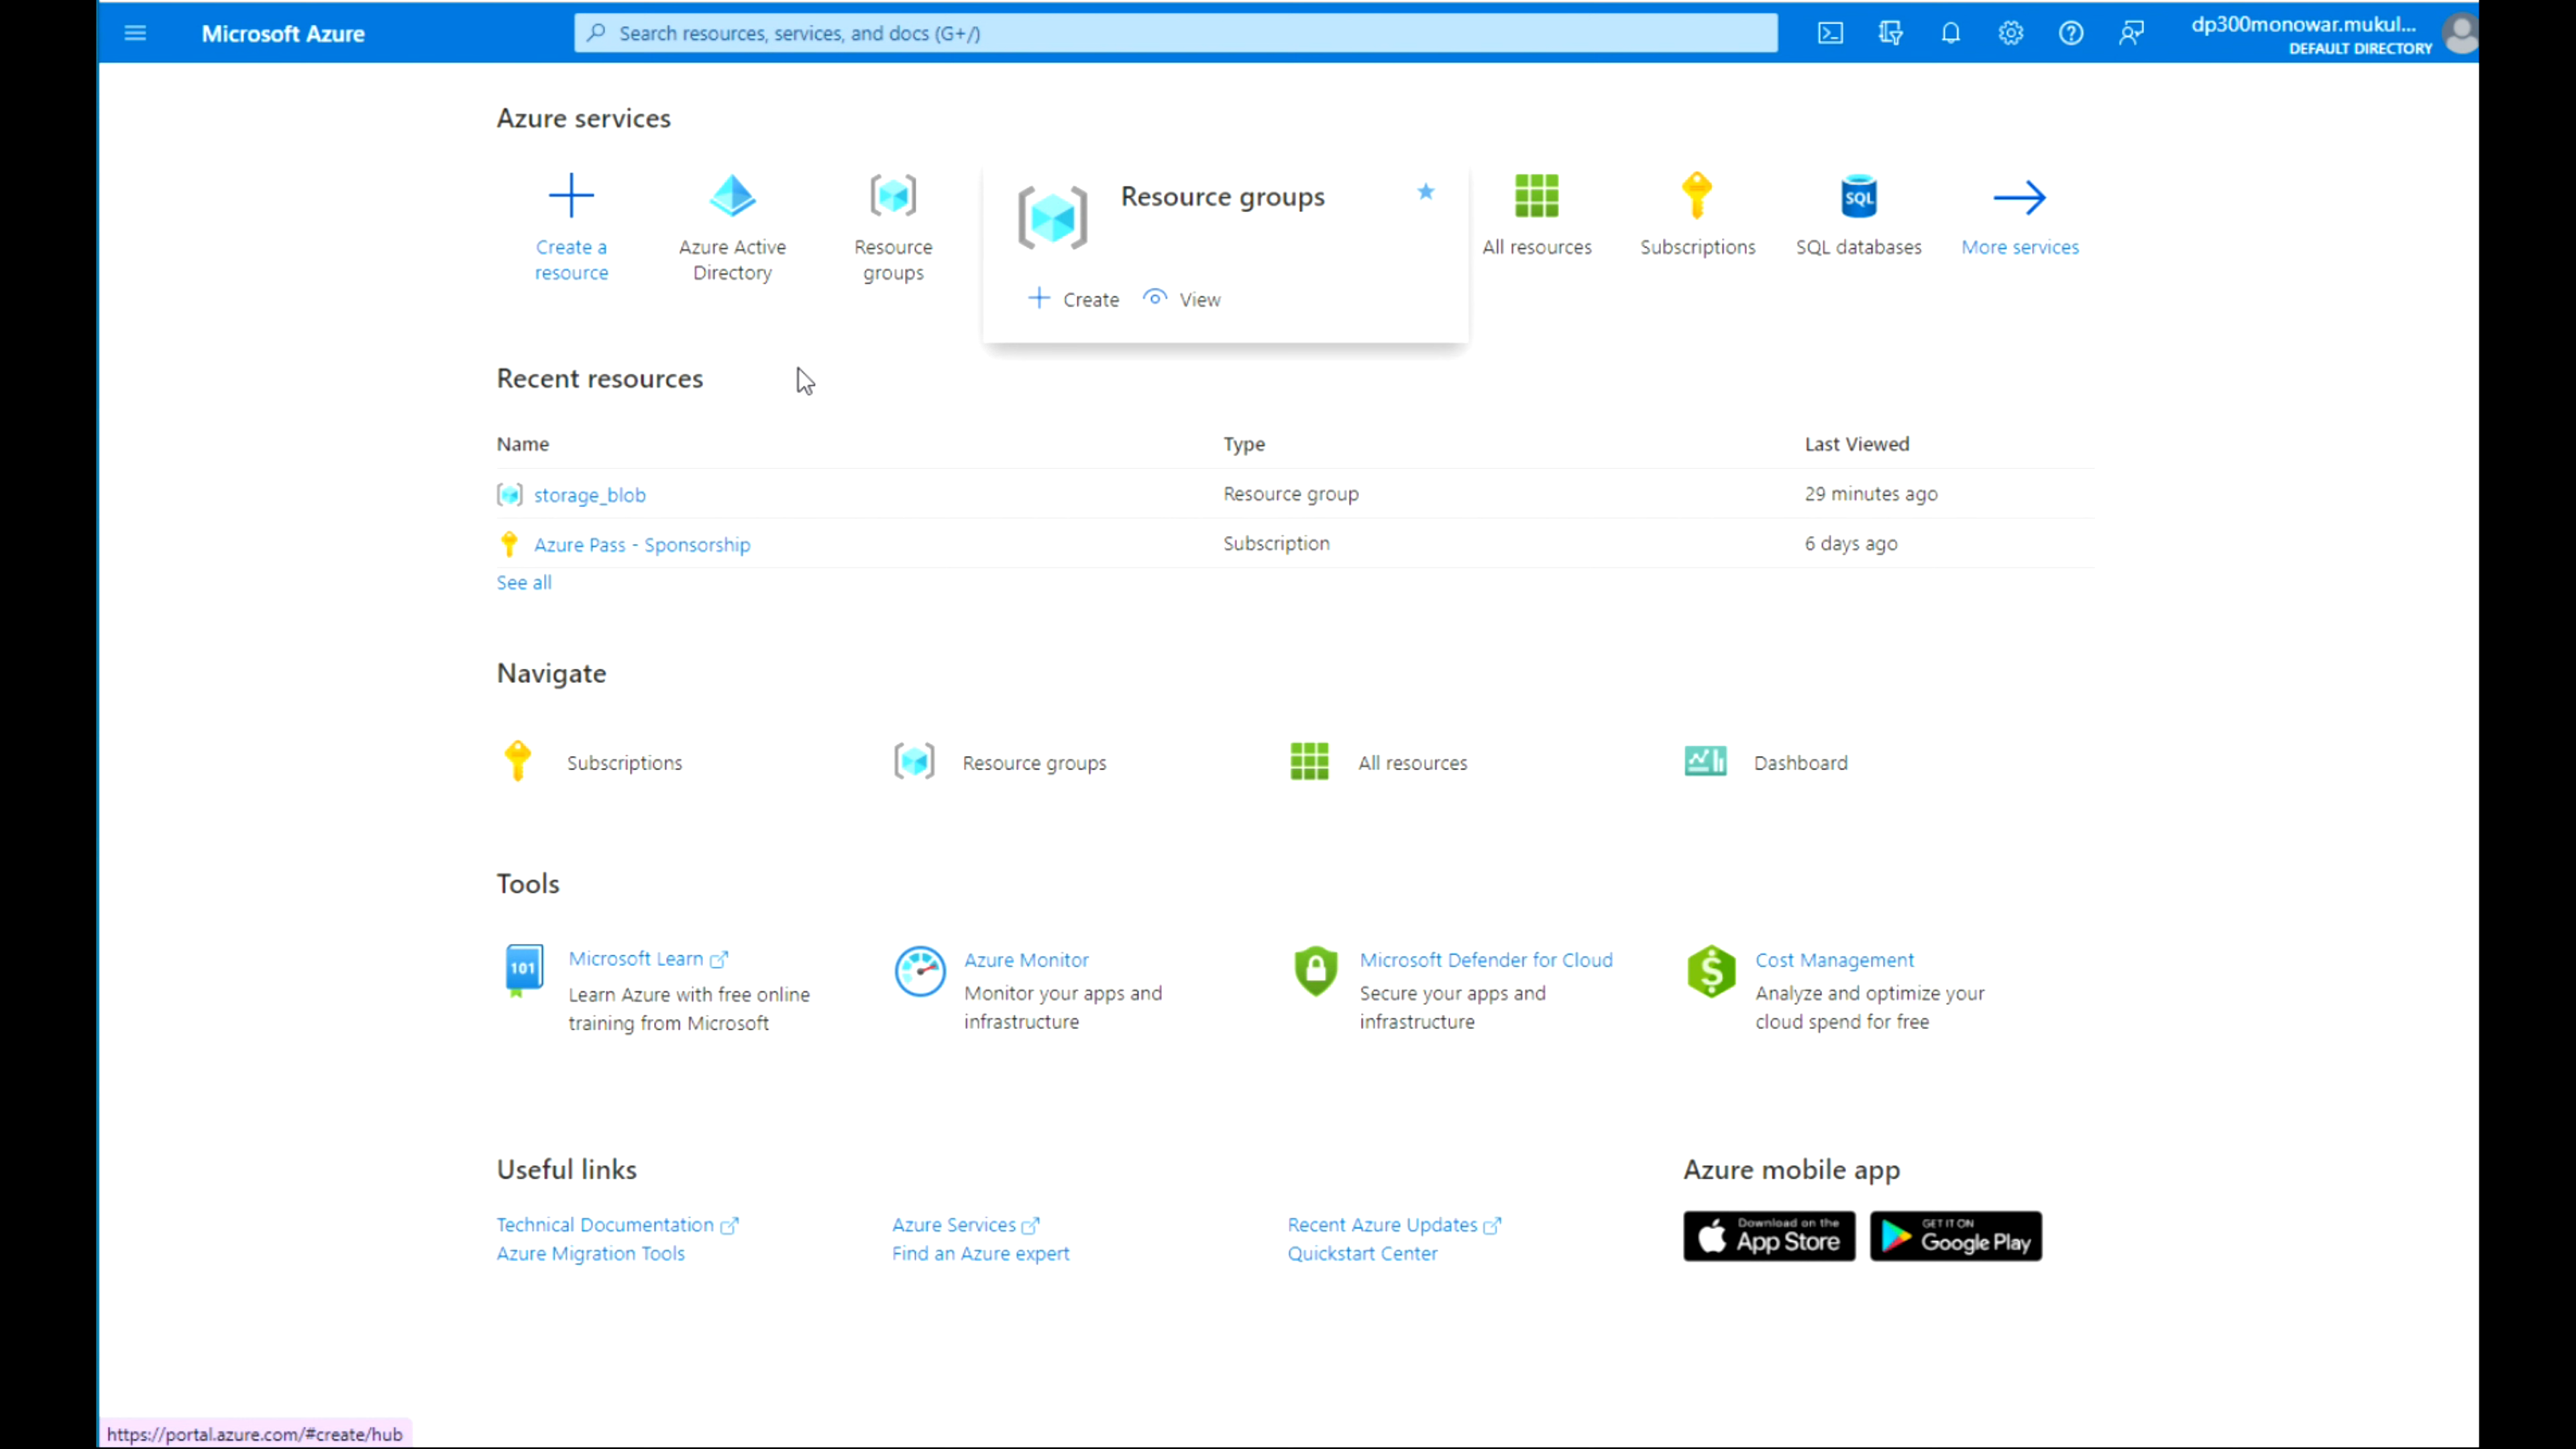 Microsoft Azure
Search resources, services, and docs (G+/)
dp300monowar.mukul...
DEFAULT DIRECTORY
Azure services
Create a
resource
Azure Active
Directory
Resource
groups
Resource groups
Create
View
All resources
Subscriptions
SQL
SQL databases
More services
Recent resources
Name Type Last Viewed
storage_blob Resource group 29 minutes ago
Azure Pass - Sponsorship Subscription 6 days ago
See all
Navigate
Subscriptions Resource groups All resources Dashboard
Tools
101
Microsoft Learn
Learn Azure with free online
training from Microsoft
Azure Monitor
Monitor your apps and
infrastructure
Microsoft Defender for Cloud
Secure your apps and
infrastructure
Cost Management
Analyze and optimize your
cloud spend for free
Useful links
Technical Documentation
Azure Migration Tools
Azure Services
Find an Azure expert
Recent Azure Updates
Quickstart Center
Azure mobile app
Download on the
App Store
GET IT ON
Google Play
https://portal.azure.com/#create/hub